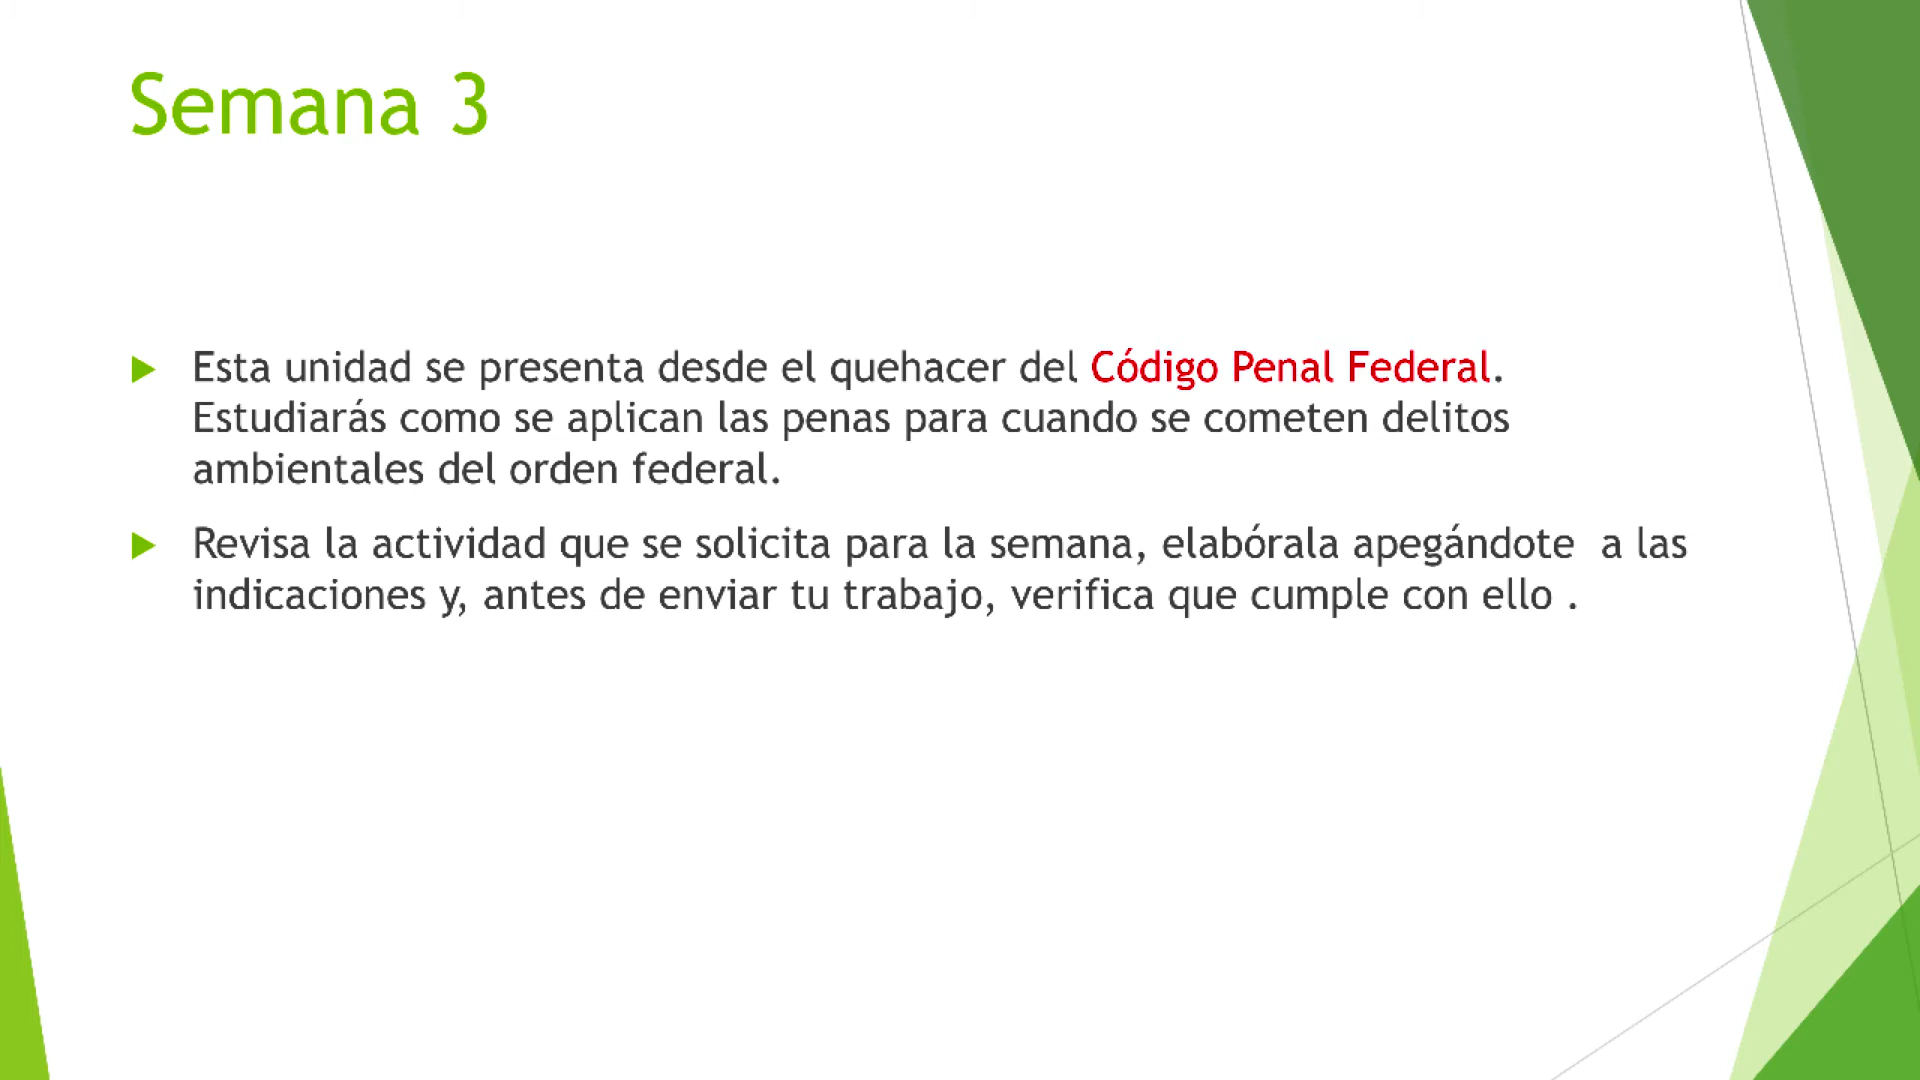 Semana 3
Esta unidad se presenta desde el quehacer del Código Penal Federal.
Estudiarás como se aplican las penas para cuando se cometen delitos
ambientales del orden federal.
Revisa la actividad que se solicita para la semana, elabórala apegándote  a las
indicaciones y, antes de enviar tu trabajo, verifica que cumple con ello .